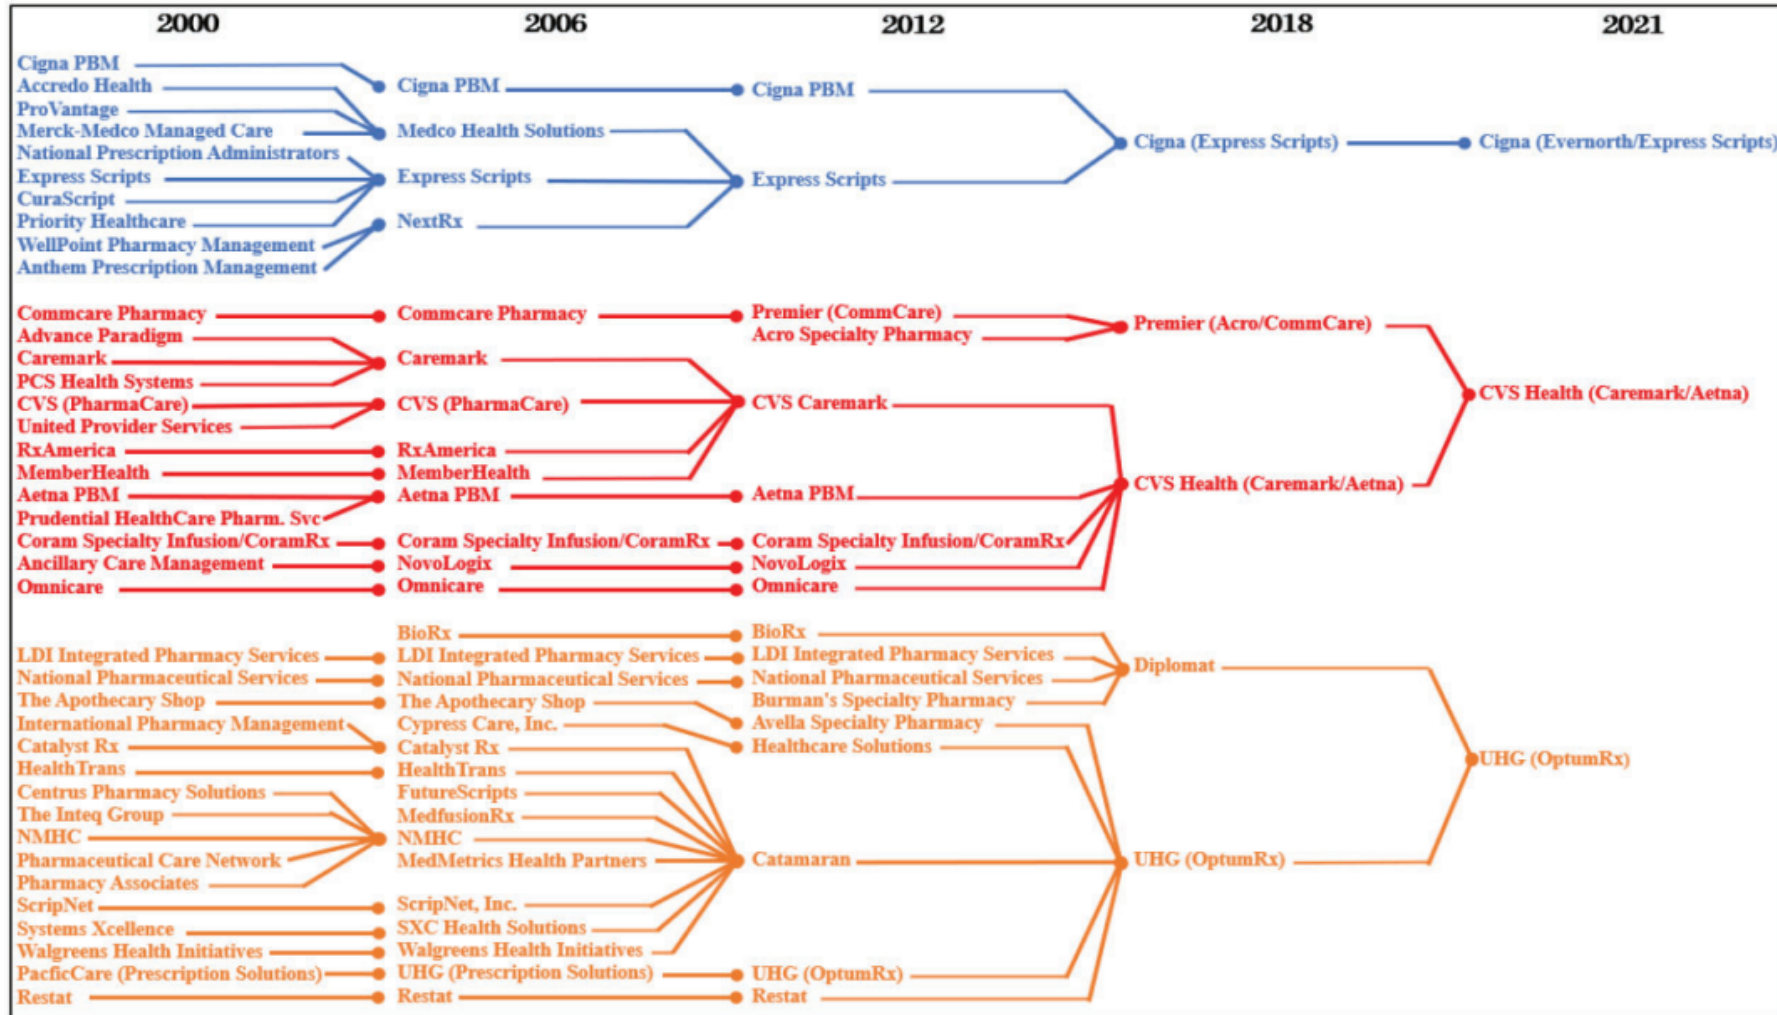 2000 2006 2012 2018 2021
Cigna PBM
Accredo Health
ProVantage
Merck-Medco Managed Care
National Prescription Administrators
Express Scripts
CuraScript
Priority Healthcare
WellPoint Pharmacy Management
Anthem Prescription Management
Cigna PBM
Medco Health Solutions
Express Scripts
NextRx
Cigna PBM
Express Scripts
Cigna (Express Scripts)
Cigna (Evernorth/Express Scripts)
Commcare Pharmacy
Advance Paradigm
Caremark
PCS Health Systems
CVS (PharmaCare)
United Provider Services
RxAmerica
MemberHealth
Aetna PBM
Prudential HealthCare Pharm. Svc
Coram Specialty Infusion/CoramRx
Ancillary Care Management
Omnicare
Commcare Pharmacy
Caremark
CVS (PharmaCare)
RxAmerica
MemberHealth
Aetna PBM
Coram Specialty Infusion/CoramRx
NovoLogix
Omnicare
Premier (CommCare)
Acro Specialty Pharmacy
CVS Caremark
Aetna PBM
Coram Specialty Infusion/CoramRx
NovoLogix
Omnicare
Premier (Acro/CommCare)
CVS Health (Caremark/Aetna)
CVS Health (Caremark/Aetna)
LDI Integrated Pharmacy Services
National Pharmaceutical Services
The Apothecary Shop
International Pharmacy Management
Catalyst Rx
HealthTrans
Centrus Pharmacy Solutions
The Inteq Group
NMHC
Pharmaceutical Care Network
Pharmacy Associates
ScripNet
Systems Xcellence
Walgreens Health Initiatives
PacficCare (Prescription Solutions)
Restat
BioRx
LDI Integrated Pharmacy Services
National Pharmaceutical Services
The Apothecary Shop
Cypress Care, Inc.
Catalyst Rx
HealthTrans
FutureScripts
MedfusionRx
NMHC
MedMetrics Health Partners
ScripNet, Inc.
SXC Health Solutions
Walgreens Health Initiatives
UHG (Prescription Solutions)
Restat
BioRx
LDI Integrated Pharmacy Services
National Pharmaceutical Services
Burman's Specialty Pharmacy
Avella Specialty Pharmacy
Healthcare Solutions
Catamaran
UHG (OptumRx)
Restat
Diplomat
UHG (OptumRx)
UHG (OptumRx)